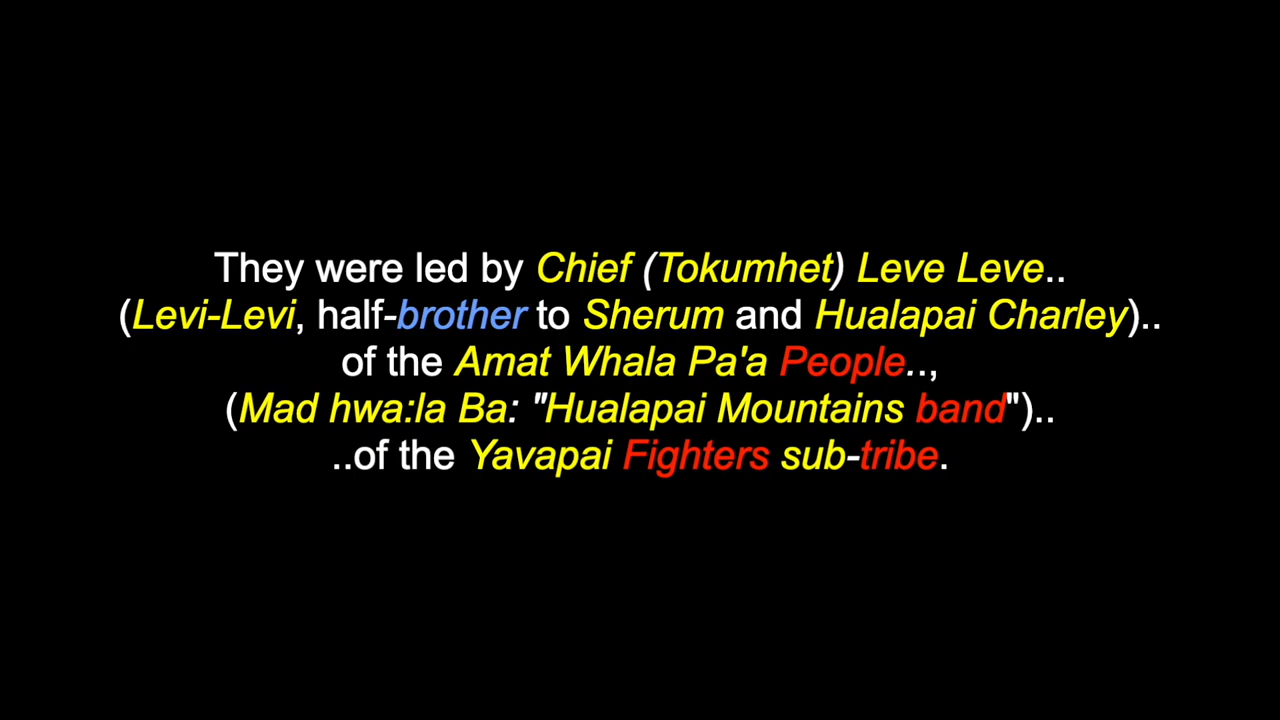 They were led by Chief (Tokumhet) Leve Leve..
(Levi-Levi, half-brother to Sherum and Hualapai Charley)..
of the Amat Whala Pa'a People..,
(Mad hwa:la Ba: "Hualapai Mountains band")..
..of the Yavapai Fighters sub-tribe.